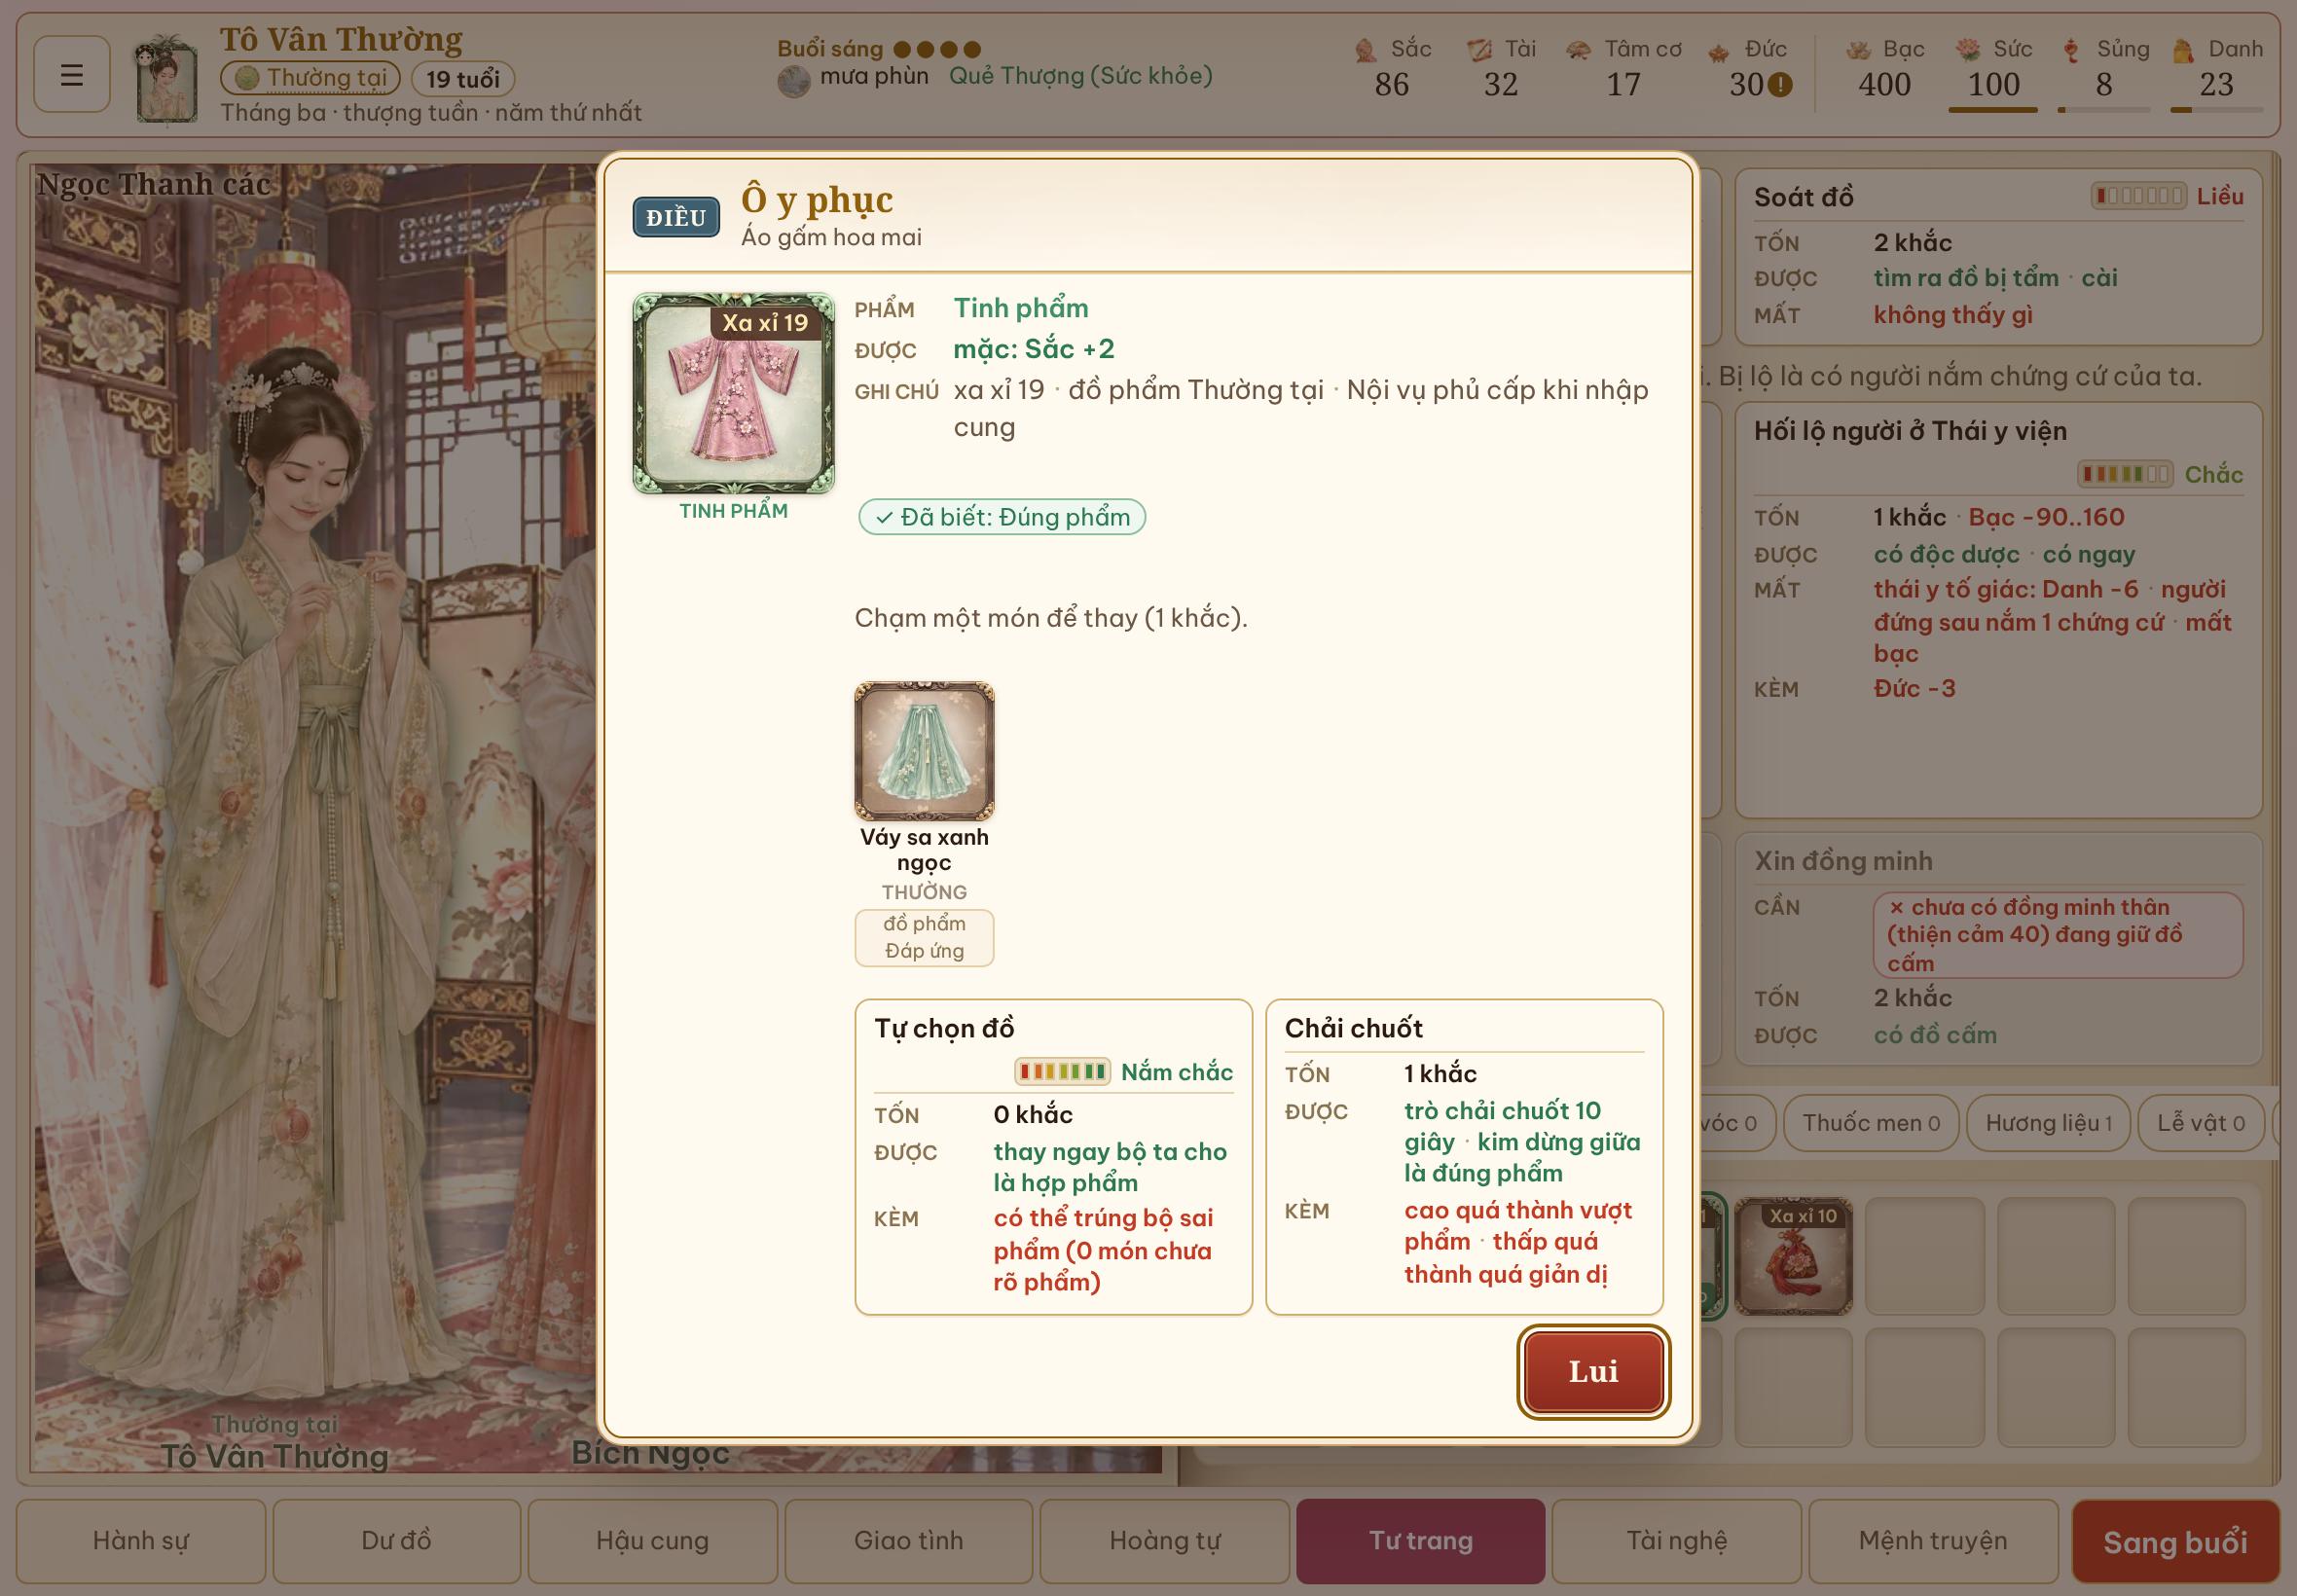 Tô Vân Thường
Thường tại
19 tuổi
Tháng ba · thượng tuần · năm thứ nhất
Buổi sáng
mưa phùn Quẻ Thượng (Sức khỏe)
Sắc
86
Tài
32
Tâm cơ
17
Đức
30
Bạc
400
Sức
100
Sủng
8
Danh
23
Ngọc Thanh các
Thường tại
Tô Vân Thường
Bích Ngọc
ĐIỀU
Ô y phục
Áo gấm hoa mai
Xa xỉ 19
TINH PHẨM
PHẨM Tinh phẩm
ĐƯỢC mặc: Sắc +2
GHI CHÚ xa xỉ 19 · đồ phẩm Thường tại · Nội vụ phủ cấp khi nhập
cung
✓ Đã biết: Đúng phẩm
Chạm một món để thay (1 khắc).
Váy sa xanh
ngọc
THƯỜNG
đồ phẩm
Đáp ứng
Tự chọn đồ
Nắm chắc
TỐN 0 khắc
ĐƯỢC thay ngay bộ ta cho
là hợp phẩm
KÈM có thể trúng bộ sai
phẩm (0 món chưa
rõ phẩm)
Chải chuốt
TỐN 1 khắc
ĐƯỢC trò chải chuốt 10
giây · kim dừng giữa
là đúng phẩm
KÈM cao quá thành vượt
phẩm · thấp quá
thành quá giản dị
Lui
Soát đồ
Liều
TỐN 2 khắc
ĐƯỢC tìm ra đồ bị tẩm · cài
MẤT không thấy gì
. Bị lộ là có người nắm chứng cứ của ta.
Hối lộ người ở Thái y viện
Chắc
TỐN 1 khắc · Bạc -90..160
ĐƯỢC có độc dược · có ngay
MẤT thái y tố giác: Danh -6 · người
đứng sau nắm 1 chứng cứ · mất
bạc
KÈM Đức -3
Xin đồng minh
CẦN × chưa có đồng minh thân
(thiện cảm 40) đang giữ đồ
cấm
TỐN 2 khắc
ĐƯỢC có đồ cấm
vóc 0
Thuốc men 0
Hương liệu 1
Lễ vật 0
Xa xỉ 10
Hành sự
Dư đồ
Hậu cung
Giao tình
Hoàng tự
Tư trang
Tài nghệ
Mệnh truyện
Sang buổi